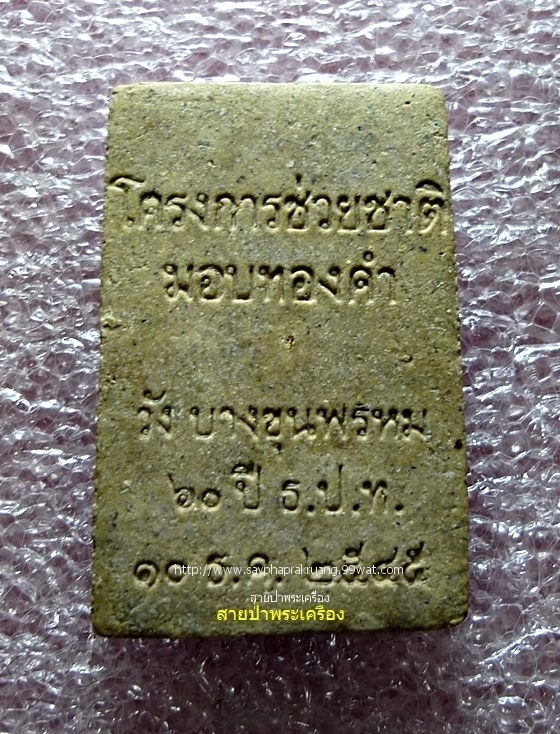 โครงการช่วยชาติ
มอบทองคำ
วัง บางขุนพรหม
๖๐ ปี ธ.ป.ท.
๑๐ ธ.ค. ๒๕๔๕
http://www.sayphaprakruang.99wat.com/
สายป่าพระเครื่อง
สายป่าพระเครื่อง